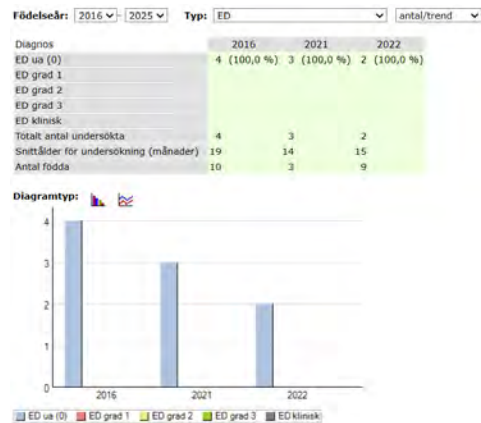 Födelseår: 2016 - 2025 Typ: ED antal/trend
Diagnos 2016 2021 2022
ED ua (0) 4 (100,0 %) 3 (100,0 %) 2 (100,0 %)
ED grad 1
ED grad 2
ED grad 3
ED klinisk
Totalt antal undersökta 4 3 2
Snittålder för undersökning (månader) 19 14 15
Antal födda 10 3 9
Diagramtyp:
4
3
2
1
0
2016 2021 2022
ED ua (0) ED grad 1 ED grad 2 ED grad 3 ED klinisk